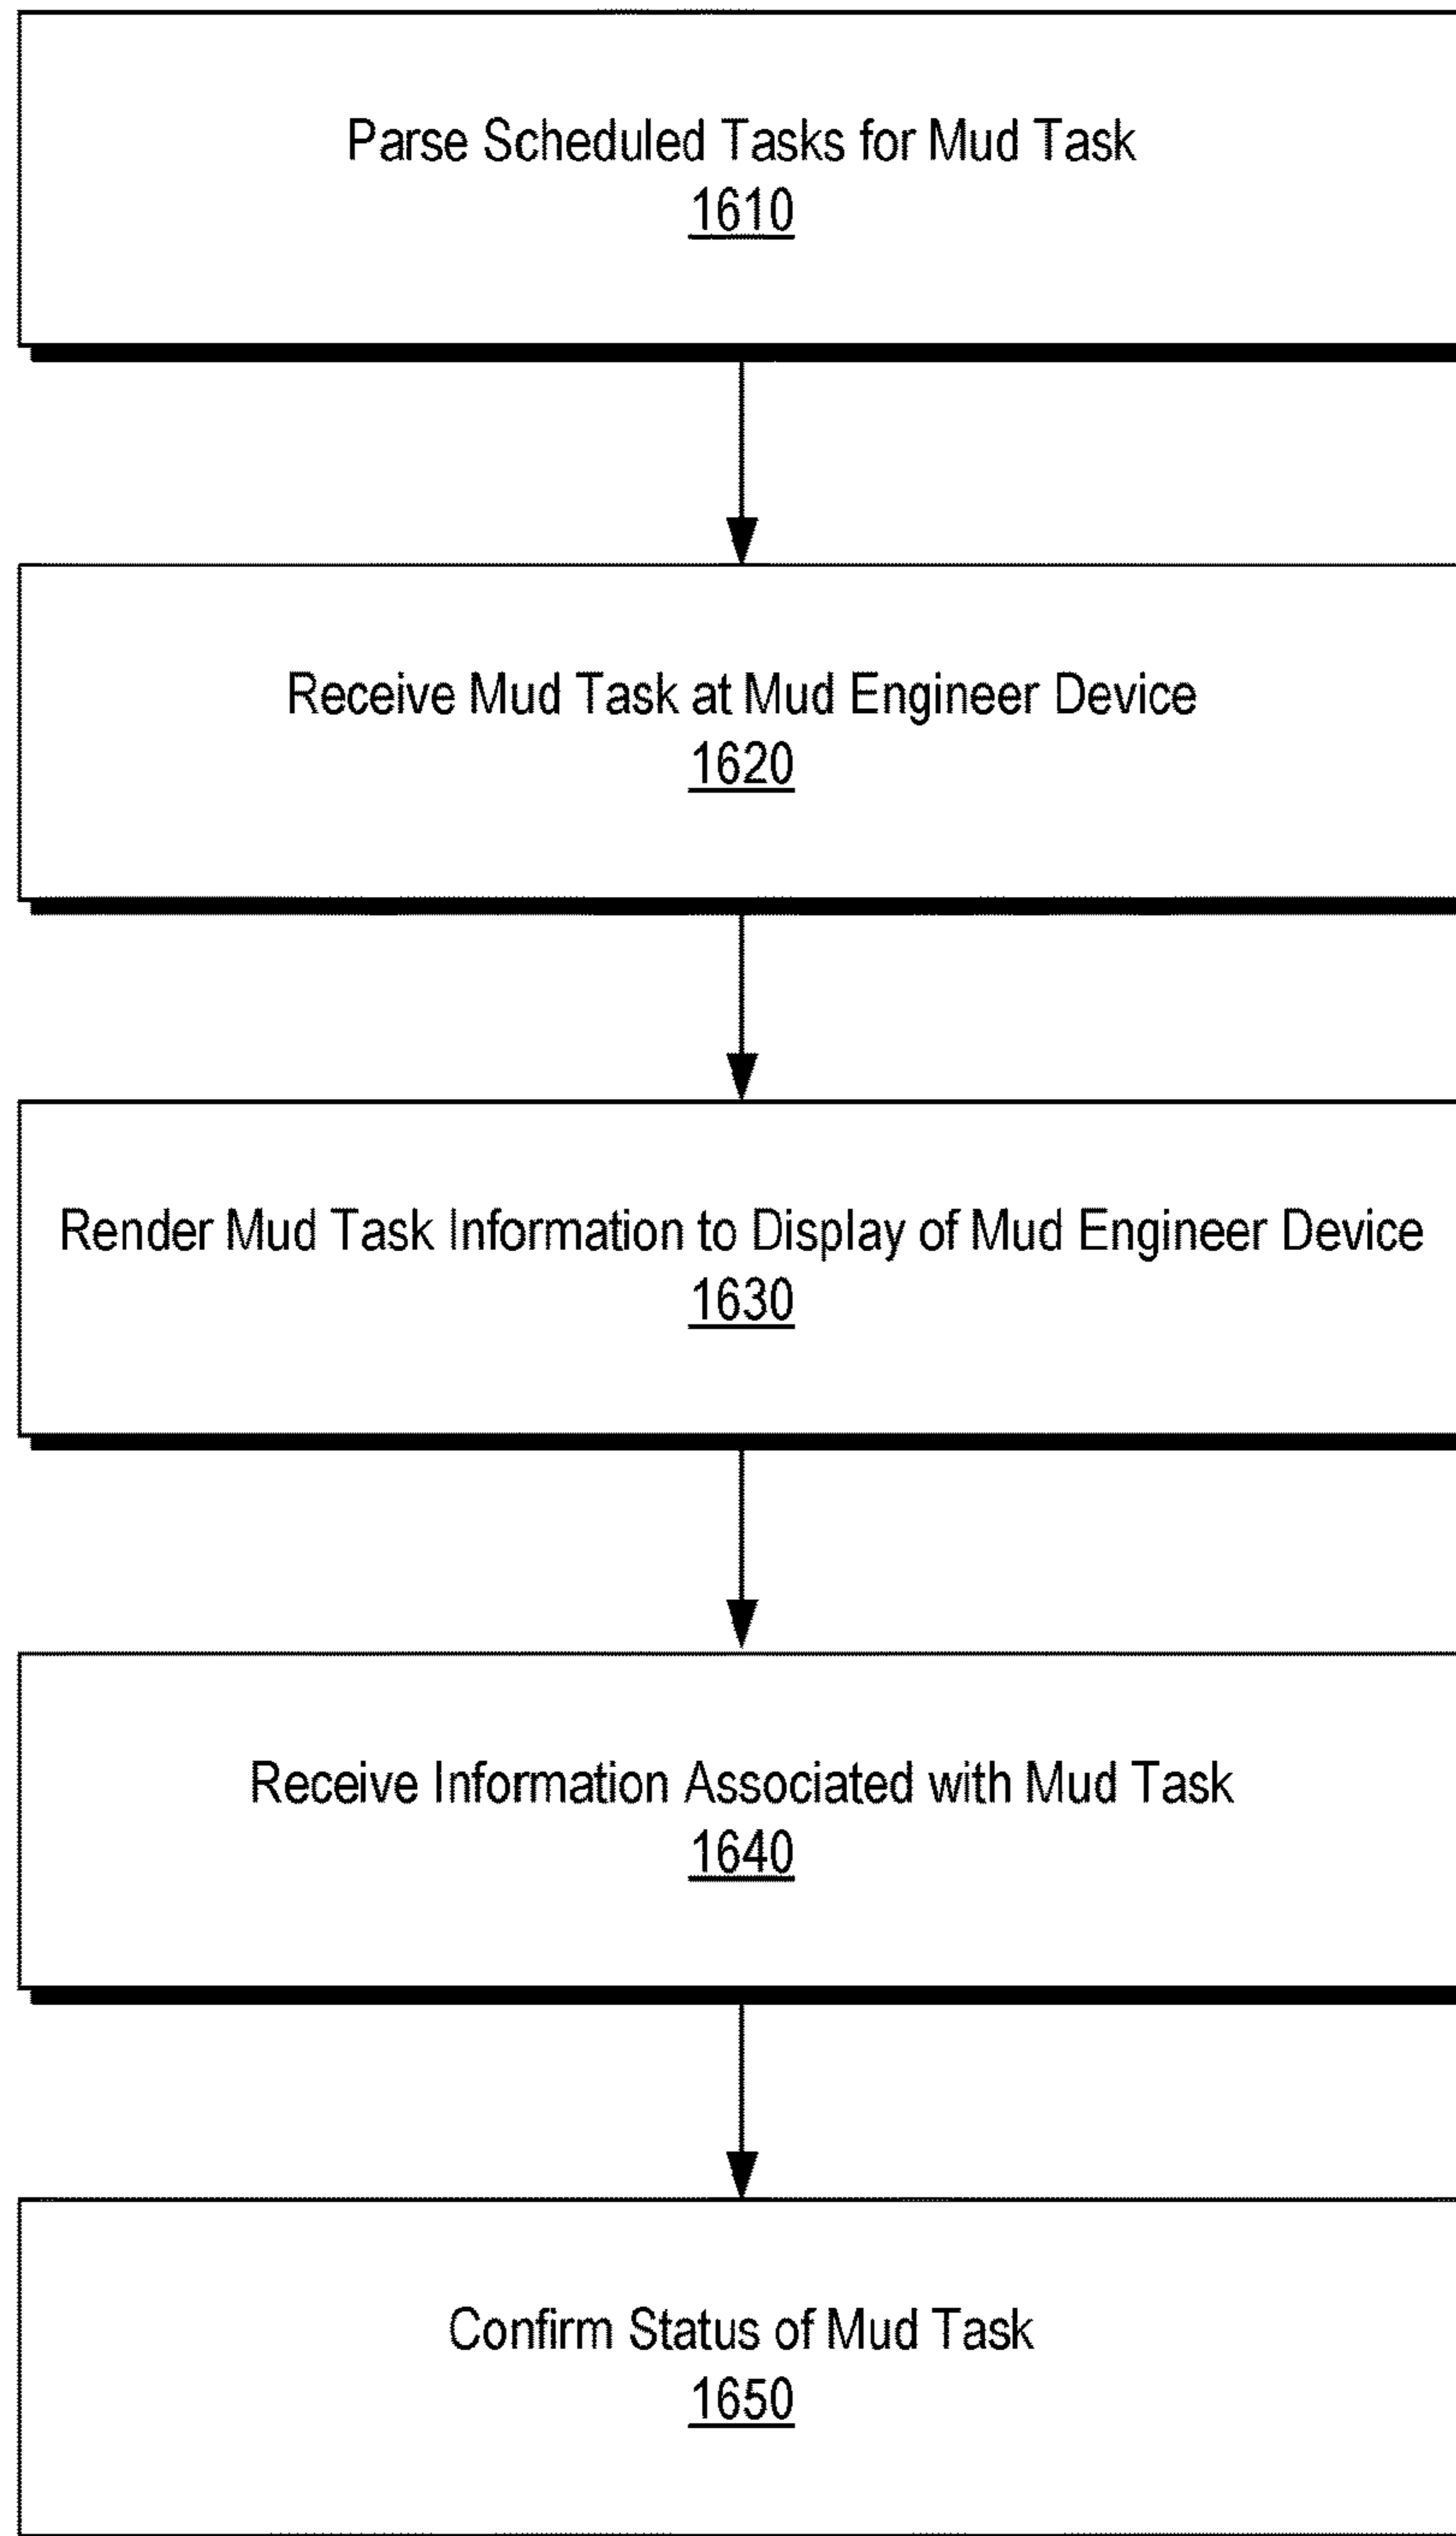 Parse Scheduled Tasks for Mud Task
1610
Receive Mud Task at Mud Engineer Device
1620
Render Mud Task Information to Display of Mud Engineer Device
1630
Receive Information Associated with Mud Task
1640
Confirm Status of Mud Task
1650